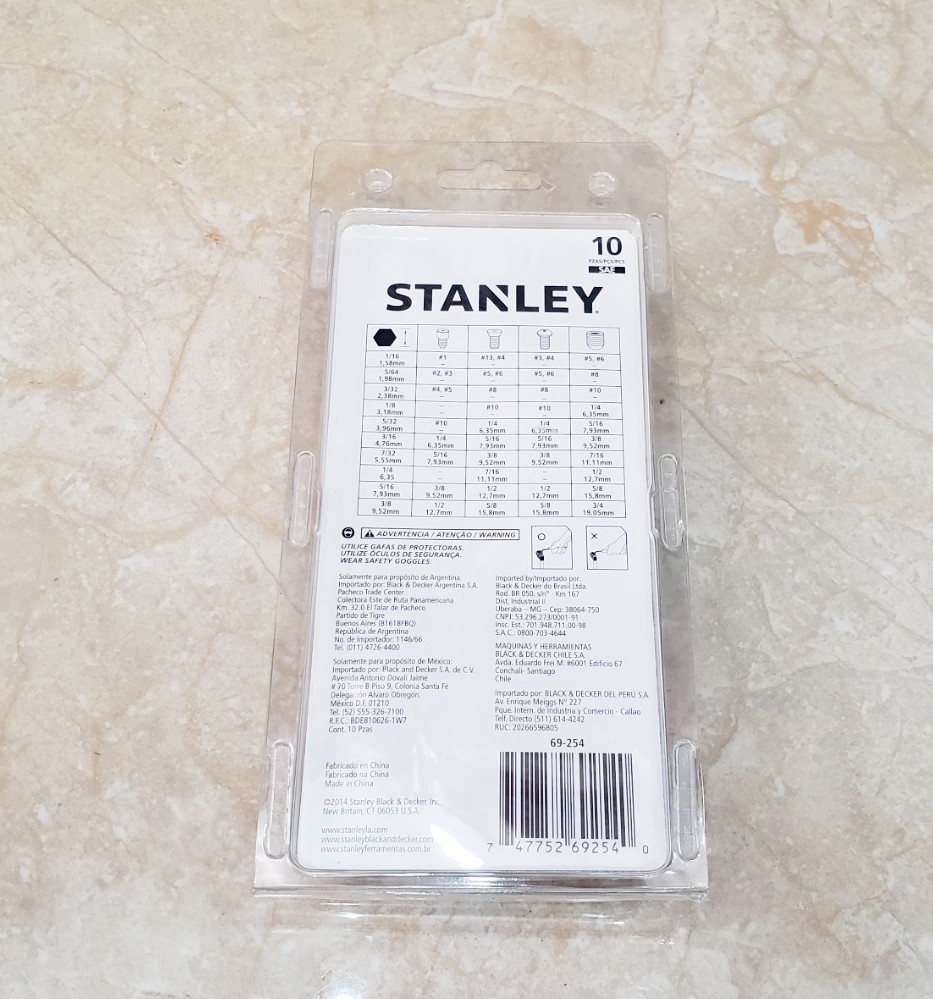 10
PZAS/PÇS/PCS
SAE
STANLEY
1/16 #1 #13, #4 #3, #4 #5, #6
1,58mm – – – –
5/64 #2, #3 #5, #6 #5, #6 #8
1,98mm – – – –
3/32 #4, #5 #8 #8 #10
2,38mm – – – –
1/8 – #10 #10 1/4
3,18mm – – – 6,35mm
5/32 #10 1/4 1/4 5/16
3,96mm – 6,35mm 6,35mm 7,93mm
3/16 1/4 5/16 5/16 3/8
4,76mm 6,35mm 7,93mm 7,93mm 9,52mm
7/32 5/16 3/8 3/8 7/16
5,55mm 7,93mm 9,52mm 9,52mm 11,11mm
1/4 – 7/16 – 1/2
6,35 – 11,11mm – 12,7mm
5/16 3/8 1/2 1/2 5/8
7,93mm 9,52mm 12,7mm 12,7mm 15,8mm
3/8 1/2 5/8 5/8 3/4
9,52mm 12,7mm 15,8mm 15,8mm 19,05mm
ADVERTENCIA / ATENÇÃO / WARNING
UTILICE GAFAS DE PROTECTORAS.
UTILIZE ÓCULOS DE SEGURANÇA.
WEAR SAFETY GOGGLES.
Solamente para propósito de Argentina:
Importado por: Black & Decker Argentina S.A.
Pacheco Trade Center
Colectora Este de Ruta Panamericana
Km. 32.0 El Talar de Pacheco
Partido de Tigre
Buenos Aires (B1618FBQ)
República de Argentina
No. de Importador: 1146/66
Tel. (011) 4726-4400
Solamente para propósito de México:
Importado por: Black and Decker S.A. de C.V.
Avenida Antonio Dovali Jaime
# 70 Torre B Piso 9, Colonia Santa Fé
Delegación Alvaro Obregón.
México D.F. 01210
Tel. (52) 555-326-7100
R.F.C.: BDE810626-1W7
Cont. 10 Pzas
Imported by/Importado por:
Black & Decker do Brasil Ltda.
Rod. BR 050, s/nº - Km 167
Dist. Industrial II
Uberaba – MG – Cep: 38064-750
CNPJ: 53.296.273/0001-91
Insc. Est.: 701.948.711.00-98
S.A.C.: 0800-703-4644
MAQUINAS Y HERRAMIENTAS
BLACK & DECKER CHILE S.A.
Avda. Eduardo Frei M. #6001 Edificio 67
Conchalí- Santiago
Chile
Importado por: BLACK & DECKER DEL PERÚ S.A.
Av. Enrique Meiggs N° 227
Pque. Intern. de Industria y Comercio - Callao
Telf. Directo (511) 614-4242
RUC: 20266596805
69-254
Fabricado en China
Fabricado na China
Made in China
©2014 Stanley Black & Decker, Inc.,
New Britain, CT 06053 U.S.A.
www.stanleyla.com
www.stanleyblackanddecker.com
www.stanleyferramentas.com.br
7 47752 69254 0